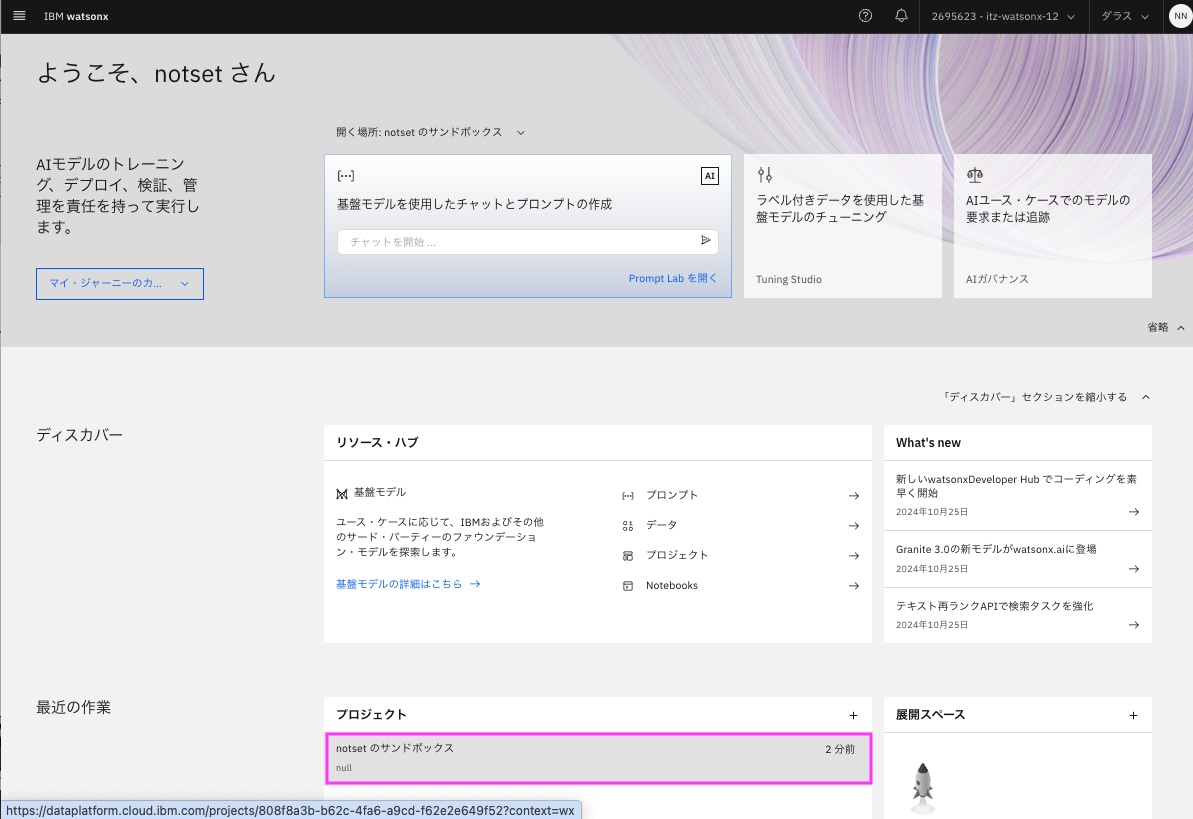 IBM watsonx
2695623 - itz-watsonx-12
ダラス
NN
ようこそ、notset さん
開く場所: notset のサンドボックス
AIモデルのトレーニン
グ、デプロイ、検証、管
理を責任を持って実行し
ます。
マイ・ジャーニーのカ...
AI
基盤モデルを使用したチャットとプロンプトの作成
チャットを開始 ...
Prompt Lab を開く
ラベル付きデータを使用した基
盤モデルのチューニング
Tuning Studio
AIユース・ケースでのモデルの
要求または追跡
AIガバナンス
省略
「ディスカバー」セクションを縮小する
ディスカバー
リソース・ハブ
基盤モデル
ユース・ケースに応じて、IBMおよびその他
のサード・パーティーのファウンデーショ
ン・モデルを探索します。
基盤モデルの詳細はこちら
プロンプト
データ
プロジェクト
Notebooks
What's new
新しいwatsonxDeveloper Hub でコーディングを素
早く開始
2024年10月25日
Granite 3.0の新モデルがwatsonx.aiに登場
2024年10月25日
テキスト再ランクAPIで検索タスクを強化
2024年10月25日
最近の作業
プロジェクト
notset のサンドボックス
2 分前
null
展開スペース
https://dataplatform.cloud.ibm.com/projects/808f8a3b-b62c-4fa6-a9cd-f62e2e649f52?context=wx